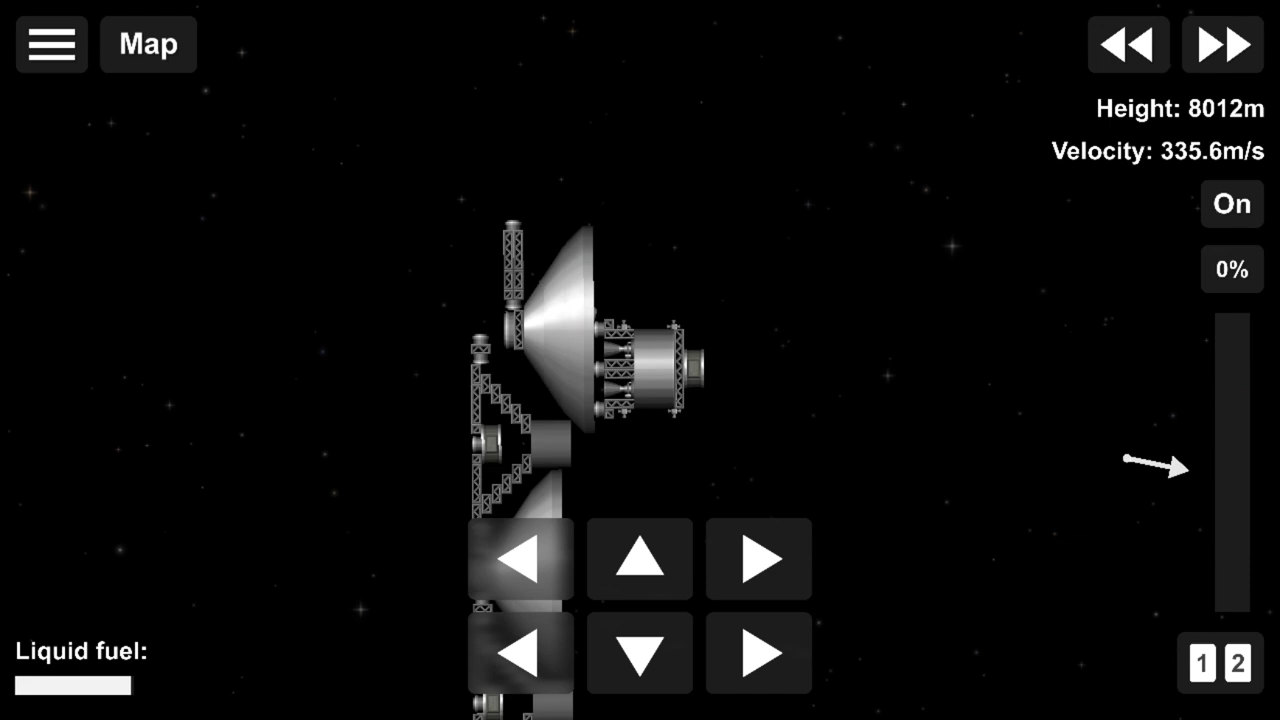 Map
Height: 8012m
Velocity: 335.6m/s
On
0%
Liquid fuel:
1 2